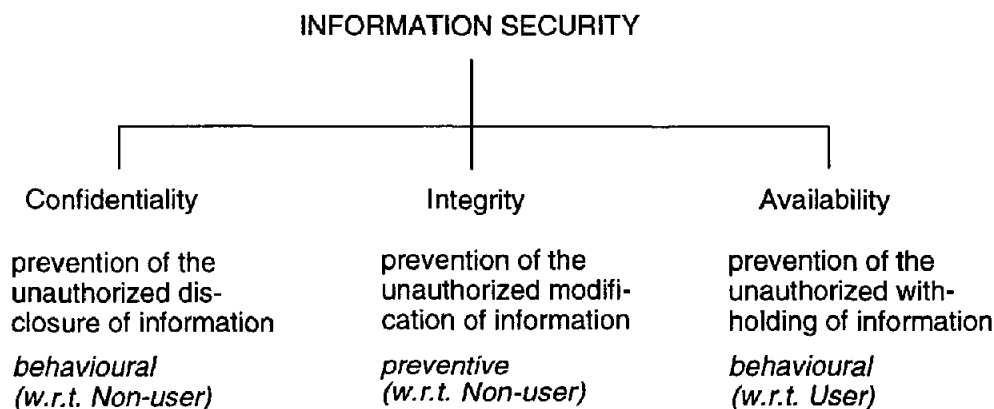 INFORMATION SECURITY
Confidentiality
prevention of the
unauthorized dis-
closure of information
behavioural
(w.r.t. Non-user)
Integrity
prevention of the
unauthorized modifi-
cation of information
preventive
(w.r.t. Non-user)
Availability
prevention of the
unauthorized with-
holding of information
behavioural
(w.r.t. User)